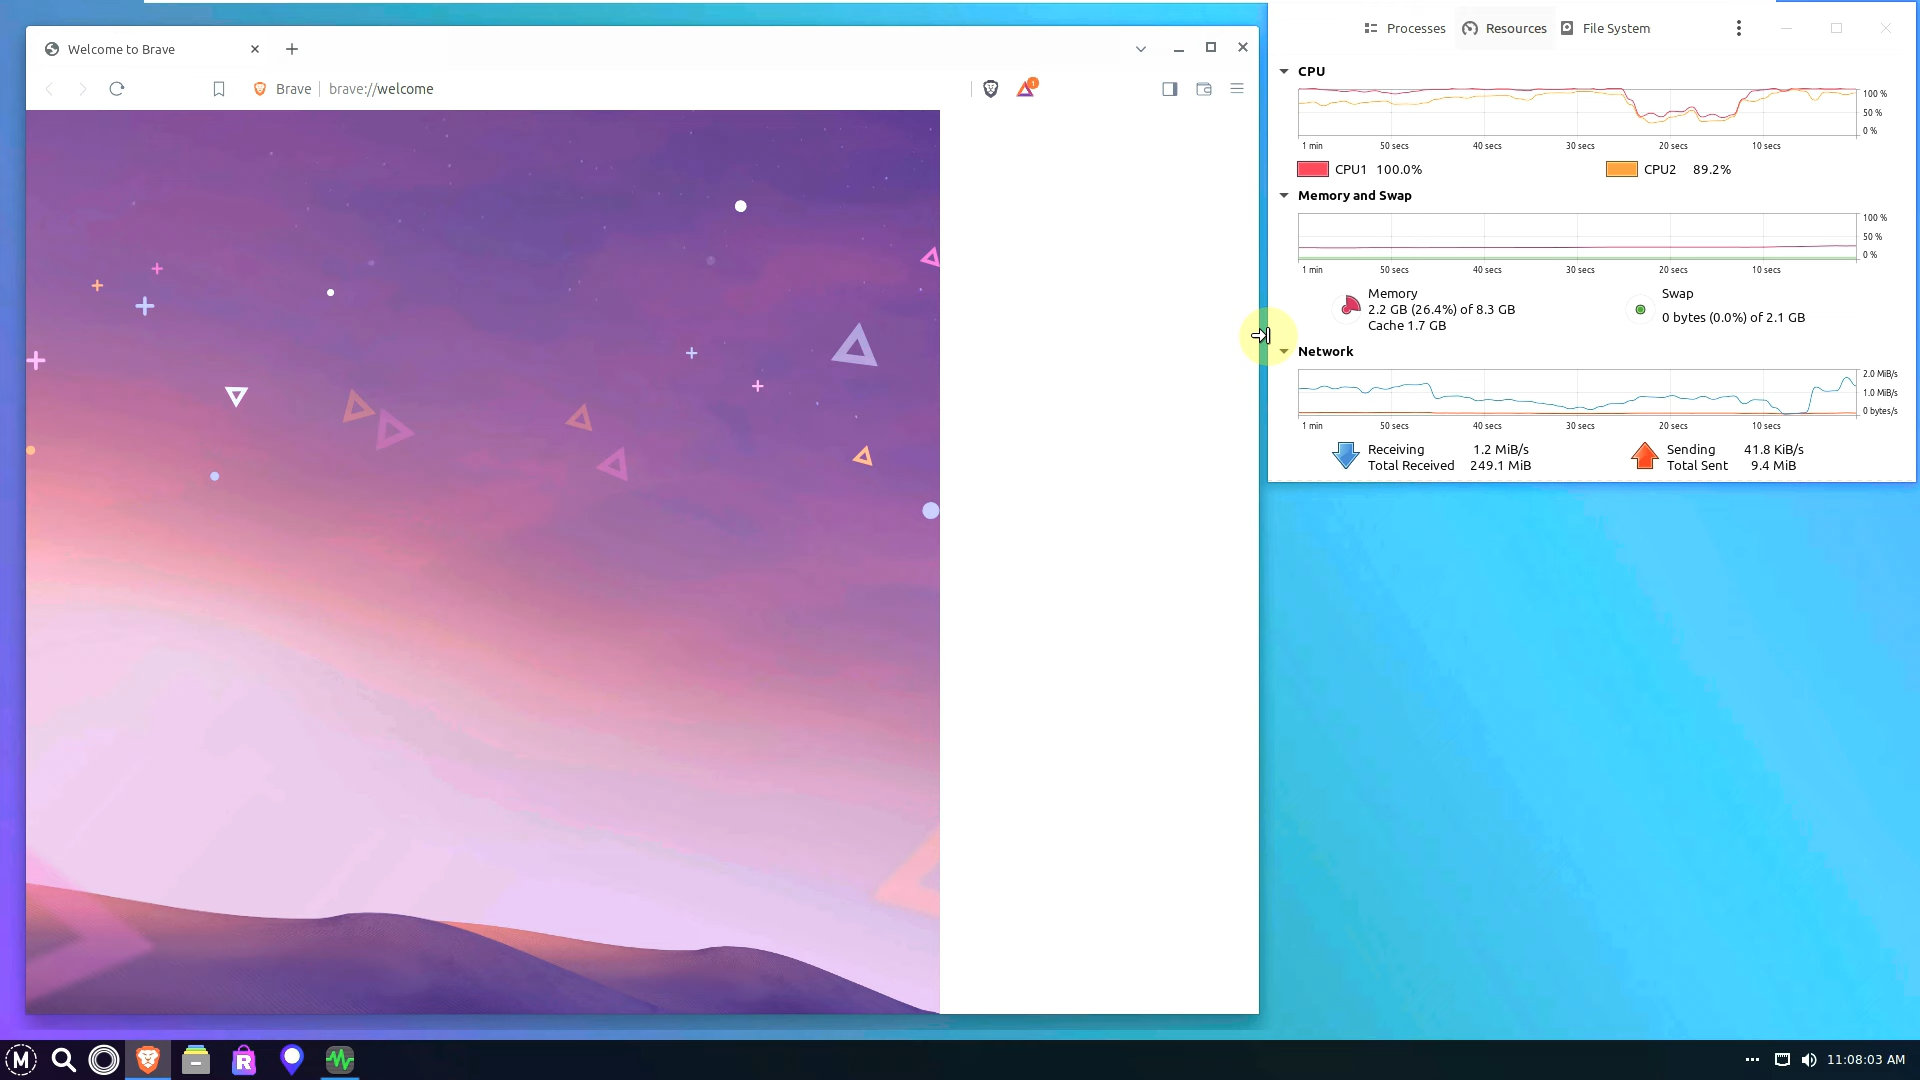 Welcome to Brave
Brave
brave://welcome
1
Processes
Resources
File System
CPU
100 %
50 %
0 %
1 min 50 secs 40 secs 30 secs 20 secs 10 secs
CPU1 100.0%
CPU2 89.2%
Memory and Swap
100 %
50 %
0 %
1 min 50 secs 40 secs 30 secs 20 secs 10 secs
Memory
2.2 GB (26.4%) of 8.3 GB
Cache 1.7 GB
Swap
0 bytes (0.0%) of 2.1 GB
Network
2.0 MiB/s
1.0 MiB/s
0 bytes/s
1 min 50 secs 40 secs 30 secs 20 secs 10 secs
Receiving 1.2 MiB/s
Total Received 249.1 MiB
Sending 41.8 KiB/s
Total Sent 9.4 MiB
M
R
11:08:03 AM